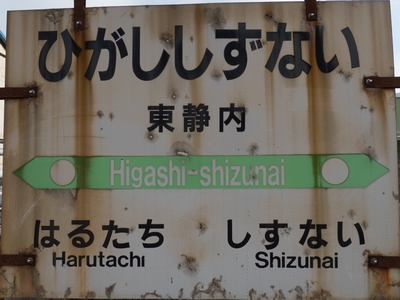 ひがししずない
東静内
Higashi-shizunai
はるたち しずない
Harutachi Shizunai